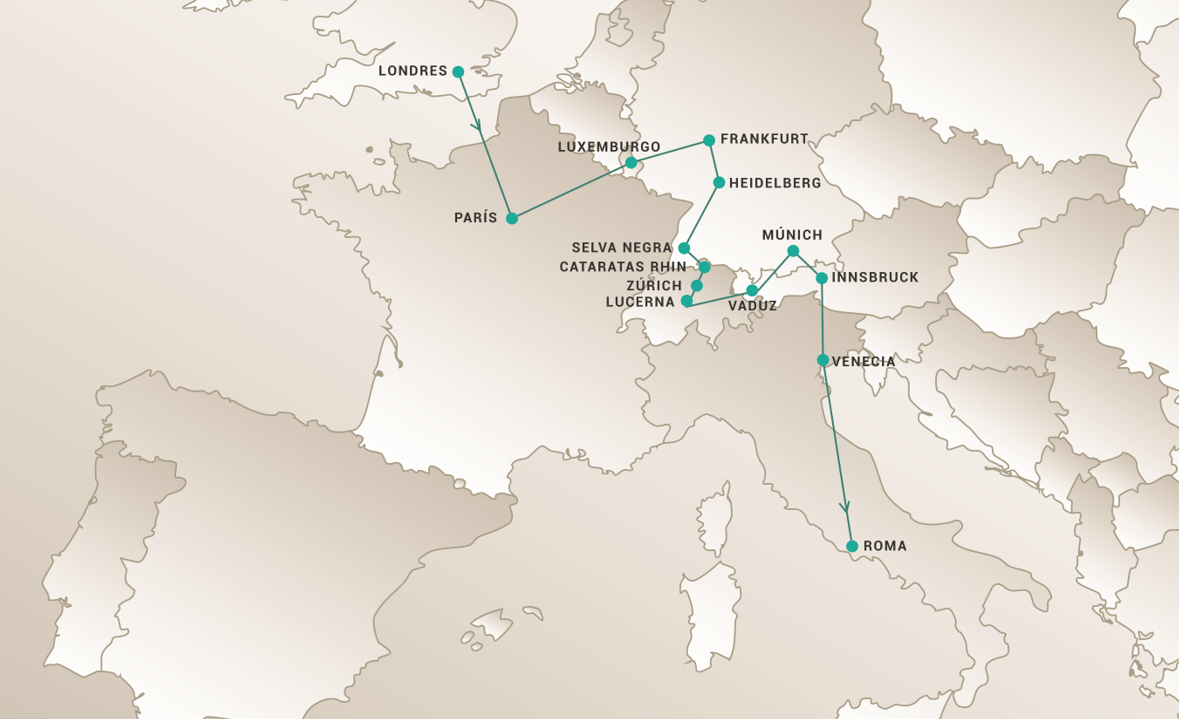 LONDRES
FRANKFURT
LUXEMBURGO
HEIDELBERG
PARÍS
MÚNICH
SELVA NEGRA
CATARATAS RHIN
INNSBRUCK
ZÚRICH
LUCERNA
VADUZ
VENECIA
ROMA